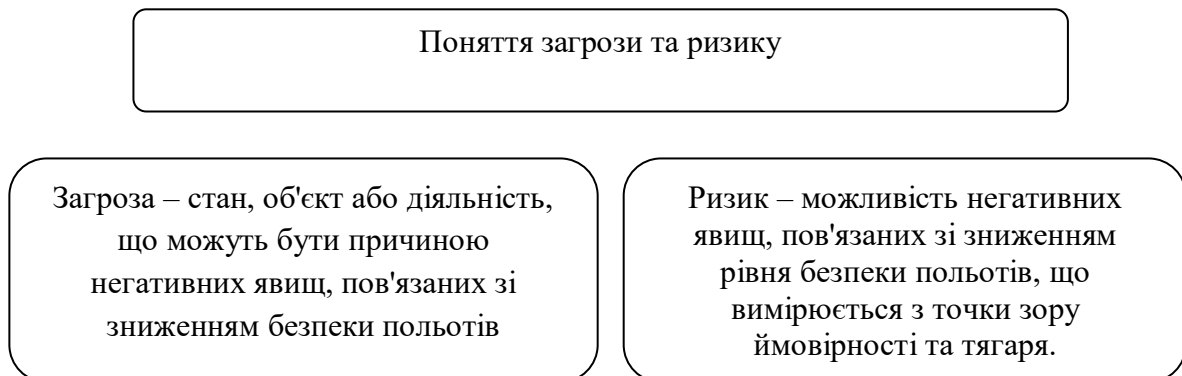 Поняття загрози та ризику
Загроза – стан, об'єкт або діяльність,
що можуть бути причиною
негативних явищ, пов'язаних зі
зниженням безпеки польотів
Ризик – можливість негативних
явищ, пов'язаних зі зниженням
рівня безпеки польотів, що
вимірюється з точки зору
ймовірності та тягаря.